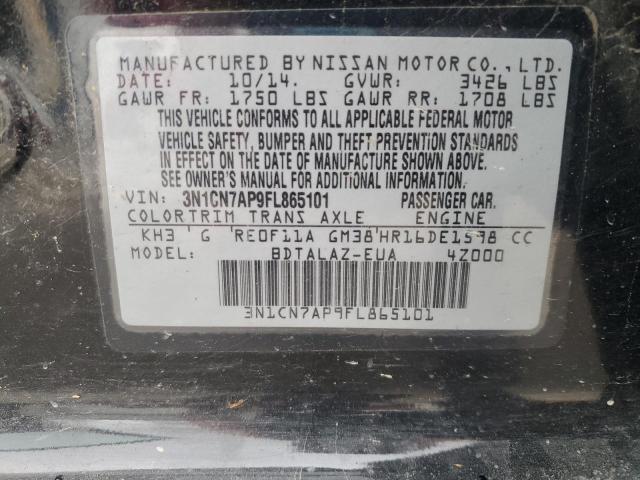 MANUFACTURED BY NISSAN MOTOR CO., LTD.
DATE: 10/14. GVWR: 3426 LBS
GAWR FR: 1750 LBS GAWR RR: 1708 LBS
THIS VEHICLE CONFORMS TO ALL APPLICABLE FEDERAL MOTOR
VEHICLE SAFETY, BUMPER AND THEFT PREVENTION STANDARDS
IN EFFECT ON THE DATE OF MANUFACTURE SHOWN ABOVE.
SEE OWNER'S MANUAL FOR ADDITIONAL INFORMATION.
VIN: 3N1CN7AP9FL865101 PASSENGER CAR.
COLORTRIM TRANS AXLE ENGINE
KH3 G RE0F11A GM38 HR16DE1598 CC
MODEL: BDTALAZ-EUA 4Z000
3N1CN7AP9FL865101